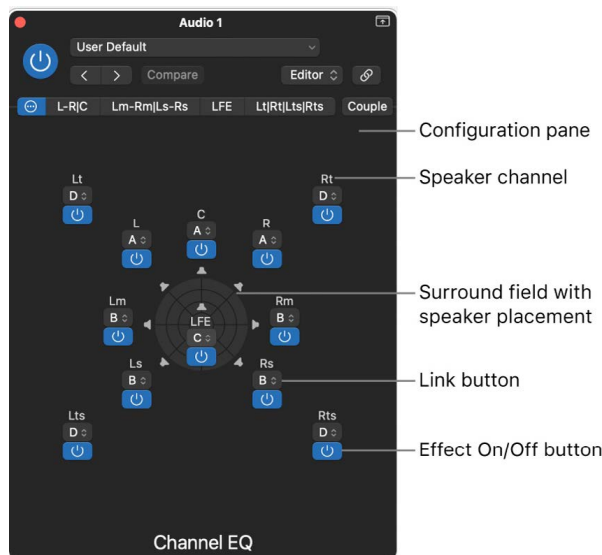 Audio 1
User Default
Compare
Editor
L-R|C
Lm-Rm|Ls-Rs
LFE
Lt|Rt|Lts|Rts
Couple
Configuration pane
Lt
D
Rt
D
Speaker channel
L
A
C
A
R
A
Lm
B
LFE
C
Rm
B
Surround field with
speaker placement
Ls
B
Rs
B
Link button
Lts
D
Rts
D
Effect On/Off button
Channel EQ